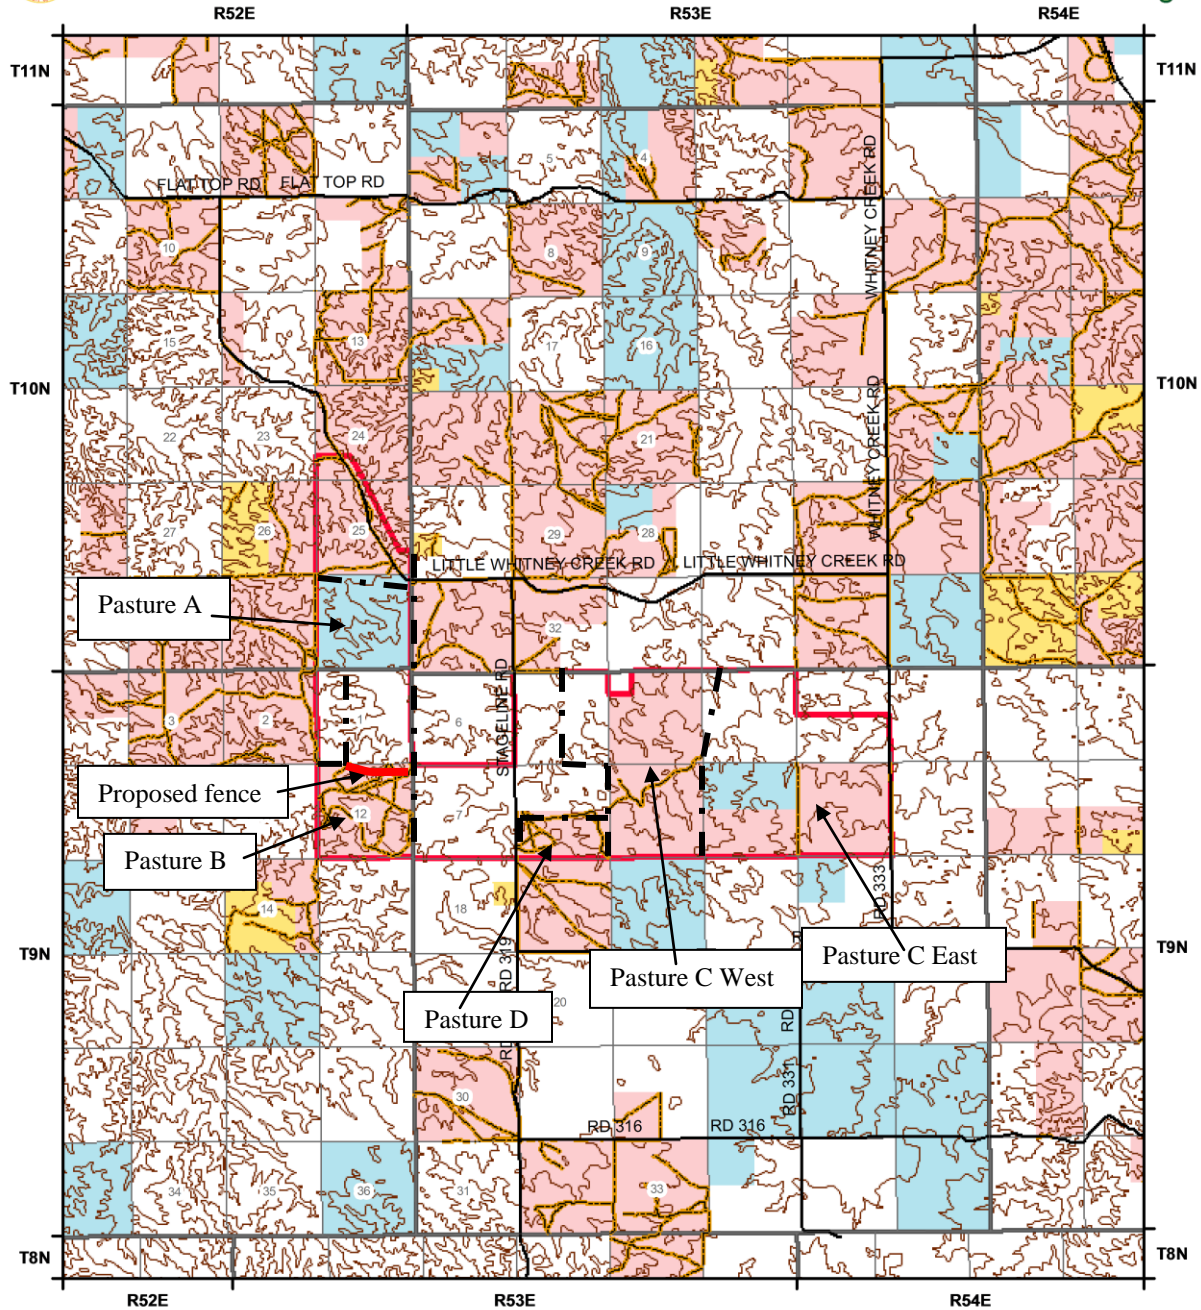 R52E R53E R54E
g
T11N T11N
5 4
FLAT TOP RD FLAT TOP RD
WHITNEY CREEK RD
10 8 9
15 13 17 16
T10N T10N
22 23 24 21
WHITNEY CREEK RD
27 26 25 29 28
LITTLE WHITNEY CREEK RD LITTLE WHITNEY CREEK RD
Pasture A
32
STAGELINE RD
3 2 1 6
Proposed fence
12 7
Pasture B
RD 333
14 18
T9N T9N
RD 319
Pasture C East
Pasture C West
20
Pasture D
RD
RD 331
30
RD 316 RD 316
34 35 36 31 33
T8N T8N
R52E R53E R54E